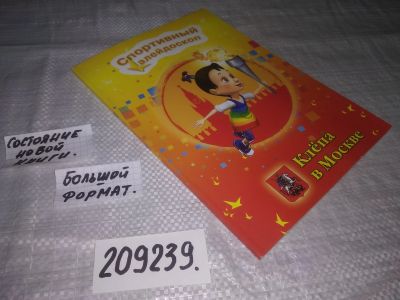 Спортивный
калейдоскоп
Клёпа
в Москве
Состояние
новой
книги.
Большой
формат.
209239.